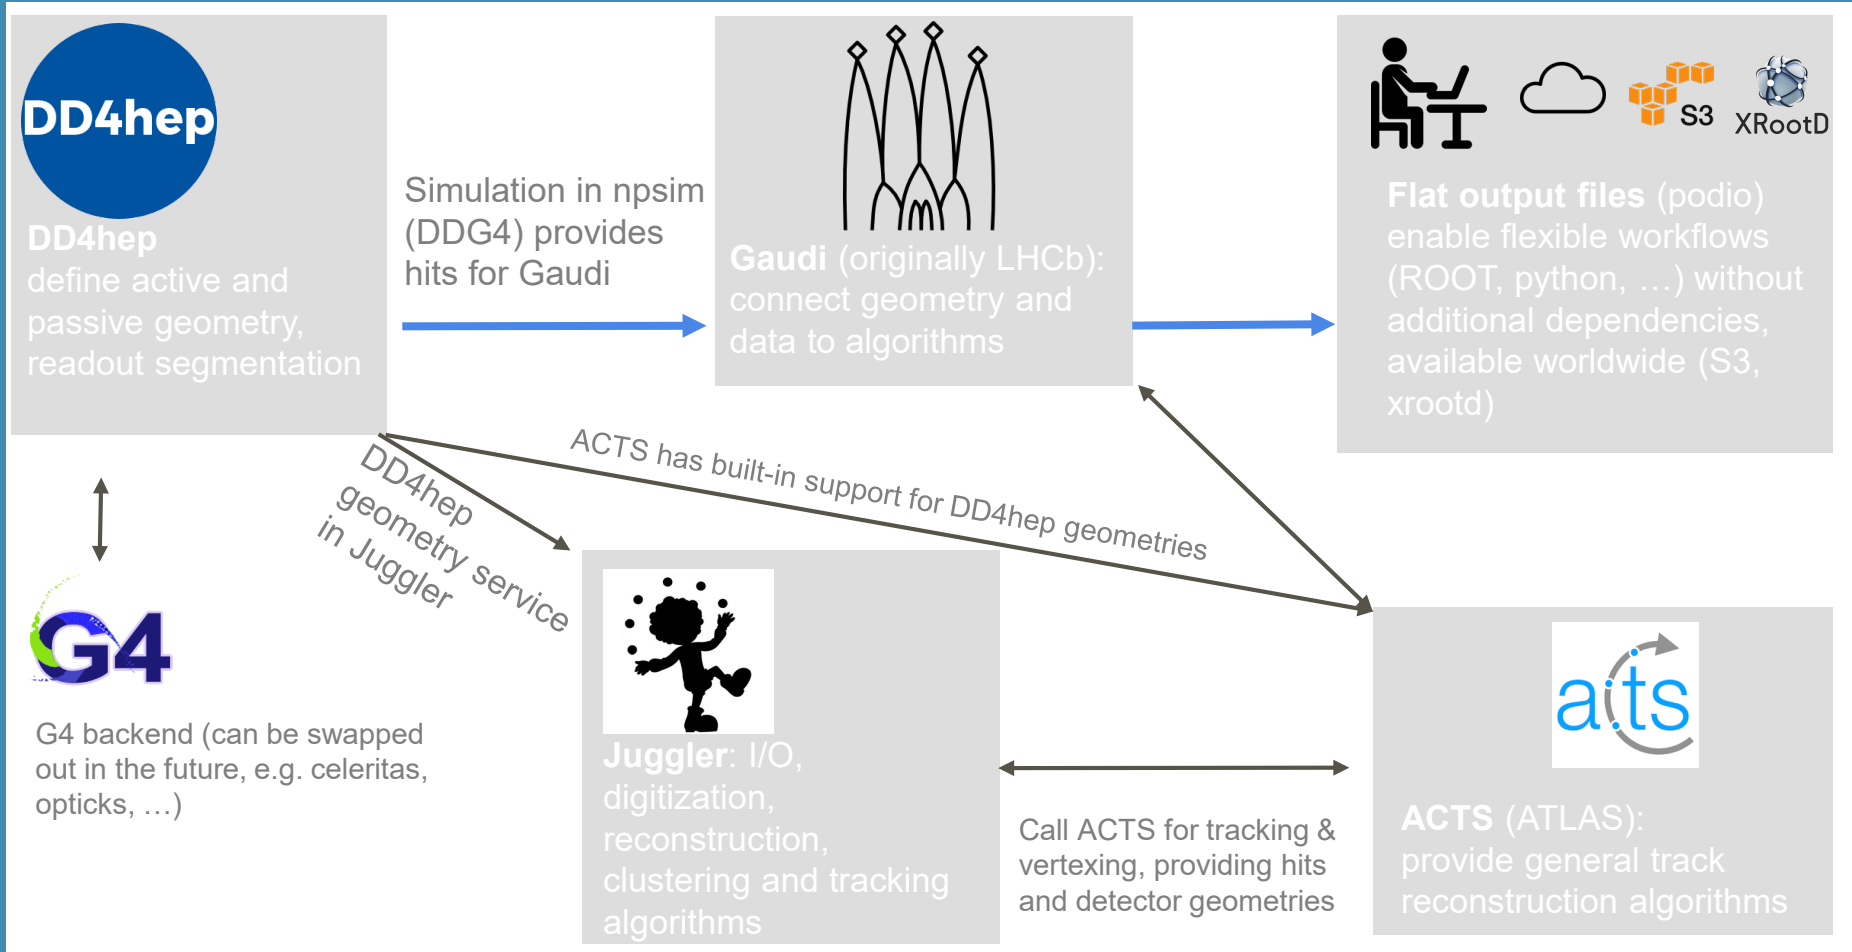 DD4hep
DD4hep
define active and
passive geometry,
readout segmentation
Simulation in npsim
(DDG4) provides
hits for Gaudi
Gaudi (originally LHCb):
connect geometry and
data to algorithms
S3
XRootD
Flat output files (podio)
enable flexible workflows
(ROOT, python, …) without
additional dependencies,
available worldwide (S3,
xrootd)
ACTS has built-in support for DD4hep geometries
DD4hep
geometry service
in Juggler
G4
G4 backend (can be swapped
out in the future, e.g. celeritas,
opticks, …)
Juggler: I/O,
digitization,
reconstruction,
clustering and tracking
algorithms
Call ACTS for tracking &
vertexing, providing hits
and detector geometries
acts
ACTS (ATLAS):
provide general track
reconstruction algorithms